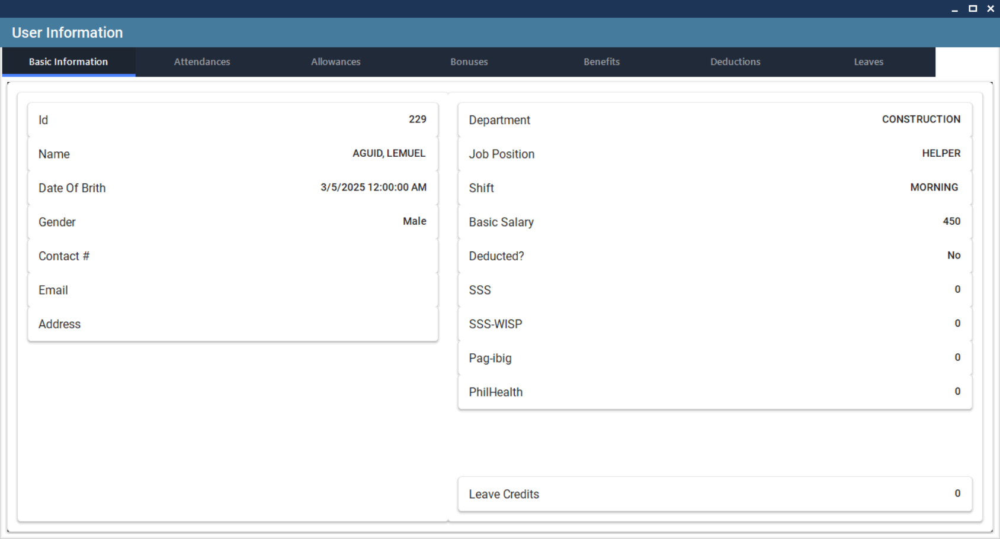 User Information
Basic Information Attendances Allowances Bonuses Benefits Deductions Leaves
Id 229
Name AGUID, LEMUEL
Date Of Brith 3/5/2025 12:00:00 AM
Gender Male
Contact #
Email
Address
Department CONSTRUCTION
Job Position HELPER
Shift MORNING
Basic Salary 450
Deducted? No
SSS 0
SSS-WISP 0
Pag-ibig 0
PhilHealth 0
Leave Credits 0